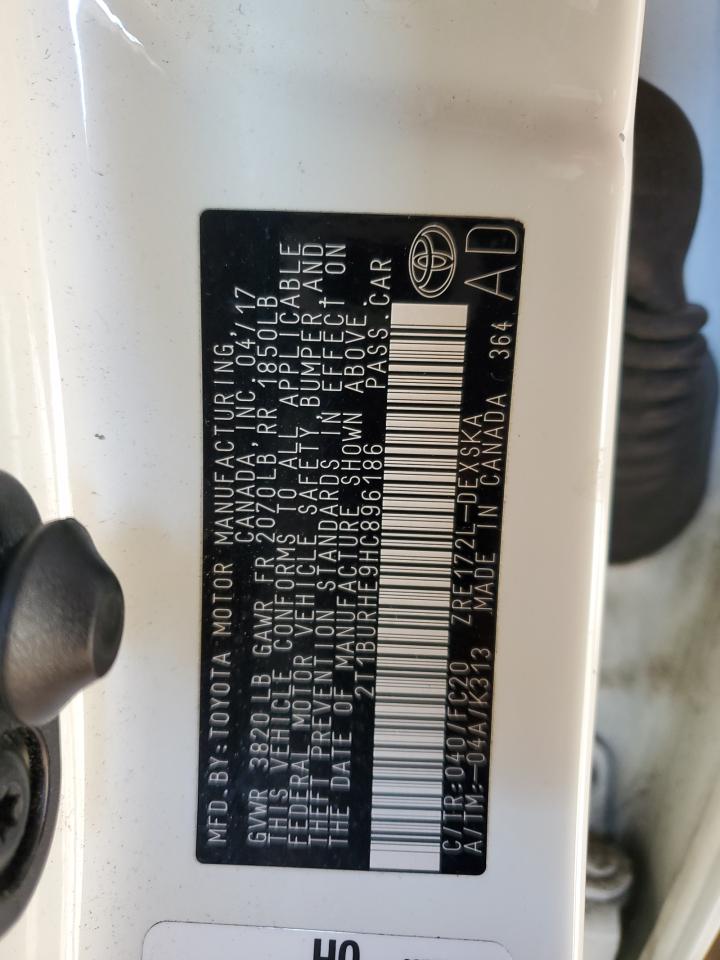 MFD.BY:TOYOTA MOTOR MANUFACTURING,
CANADA, INC. 04/17
GVWR 3820LB GAWR FR 2070LB, RR 1850LB
THIS VEHICLE CONFORMS TO ALL APPLICABLE
FEDERAL MOTOR VEHICLE SAFETY, BUMPER AND
THEFT PREVENTION STANDARDS IN EFFECT ON
THE DATE OF MANUFACTURE SHOWN ABOVE
2T1BURHE9HC896186 PASS.CAR
C/TR:040/FC20 ZRE172L-DEXSKA
A/TM:-04A/K313 MADE IN CANADA 364 AD
HO